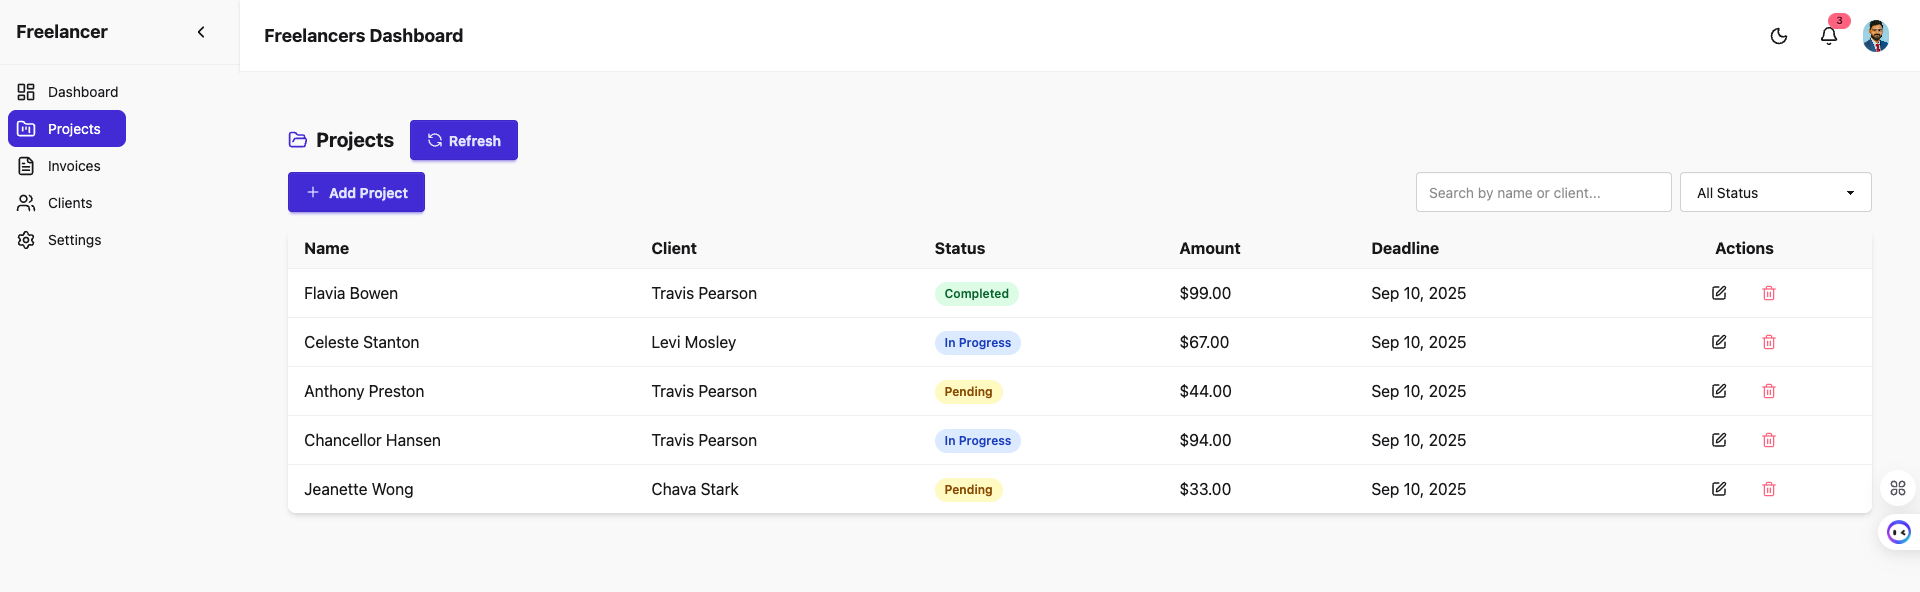 Freelancer
Freelancers Dashboard
3
Dashboard
Projects
Invoices
Clients
Settings
Projects
Refresh
Add Project
Search by name or client...
All Status
Name Client Status Amount Deadline Actions
Flavia Bowen Travis Pearson Completed $99.00 Sep 10, 2025
Celeste Stanton Levi Mosley In Progress $67.00 Sep 10, 2025
Anthony Preston Travis Pearson Pending $44.00 Sep 10, 2025
Chancellor Hansen Travis Pearson In Progress $94.00 Sep 10, 2025
Jeanette Wong Chava Stark Pending $33.00 Sep 10, 2025